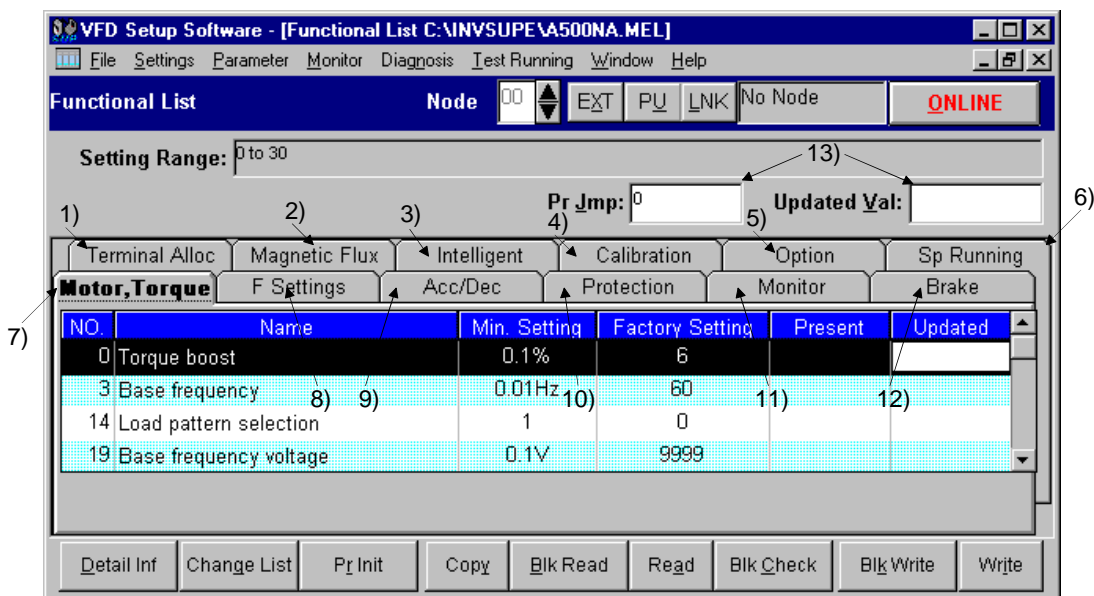 VFD Setup Software - [Functional List C:\INVSUPE\A500NA.MEL]
File Settings Parameter Monitor Diagnosis Test Running Window Help
Functional List Node 00 EXT PU LNK No Node ONLINE
Setting Range: 0 to 30
13)
Pr Jmp: 0 Updated Val:
1) 2) 3) 4) 5) 6)
Terminal Alloc Magnetic Flux Intelligent Calibration Option Sp Running
Motor,Torque F Settings Acc/Dec Protection Monitor Brake
7)
NO. Name Min. Setting Factory Setting Present Updated
0 Torque boost 0.1% 6
3 Base frequency 0.01Hz 60
8) 9) 10) 11) 12)
14 Load pattern selection 1 0
19 Base frequency voltage 0.1V 9999
Detail Inf Change List Pr Init Copy Blk Read Read Blk Check Blk Write Write